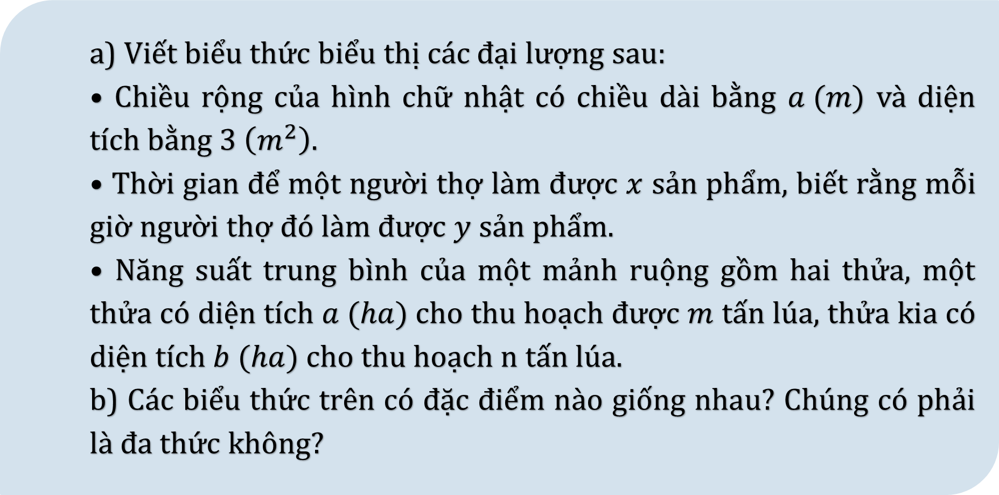 a) Viết biểu thức biểu thị các đại lượng sau:
• Chiều rộng của hình chữ nhật có chiều dài bằng a (m) và diện
tích bằng 3 (m²).
• Thời gian để một người thợ làm được x sản phẩm, biết rằng mỗi
giờ người thợ đó làm được y sản phẩm.
• Năng suất trung bình của một mảnh ruộng gồm hai thửa, một
thửa có diện tích a (ha) cho thu hoạch được m tấn lúa, thửa kia có
diện tích b (ha) cho thu hoạch n tấn lúa.
b) Các biểu thức trên có đặc điểm nào giống nhau? Chúng có phải
là đa thức không?